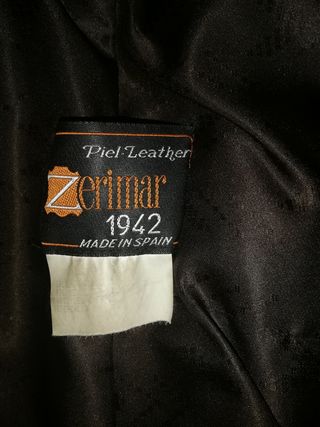 Piel-Leather
Zerimar
1942
MADE IN SPAIN